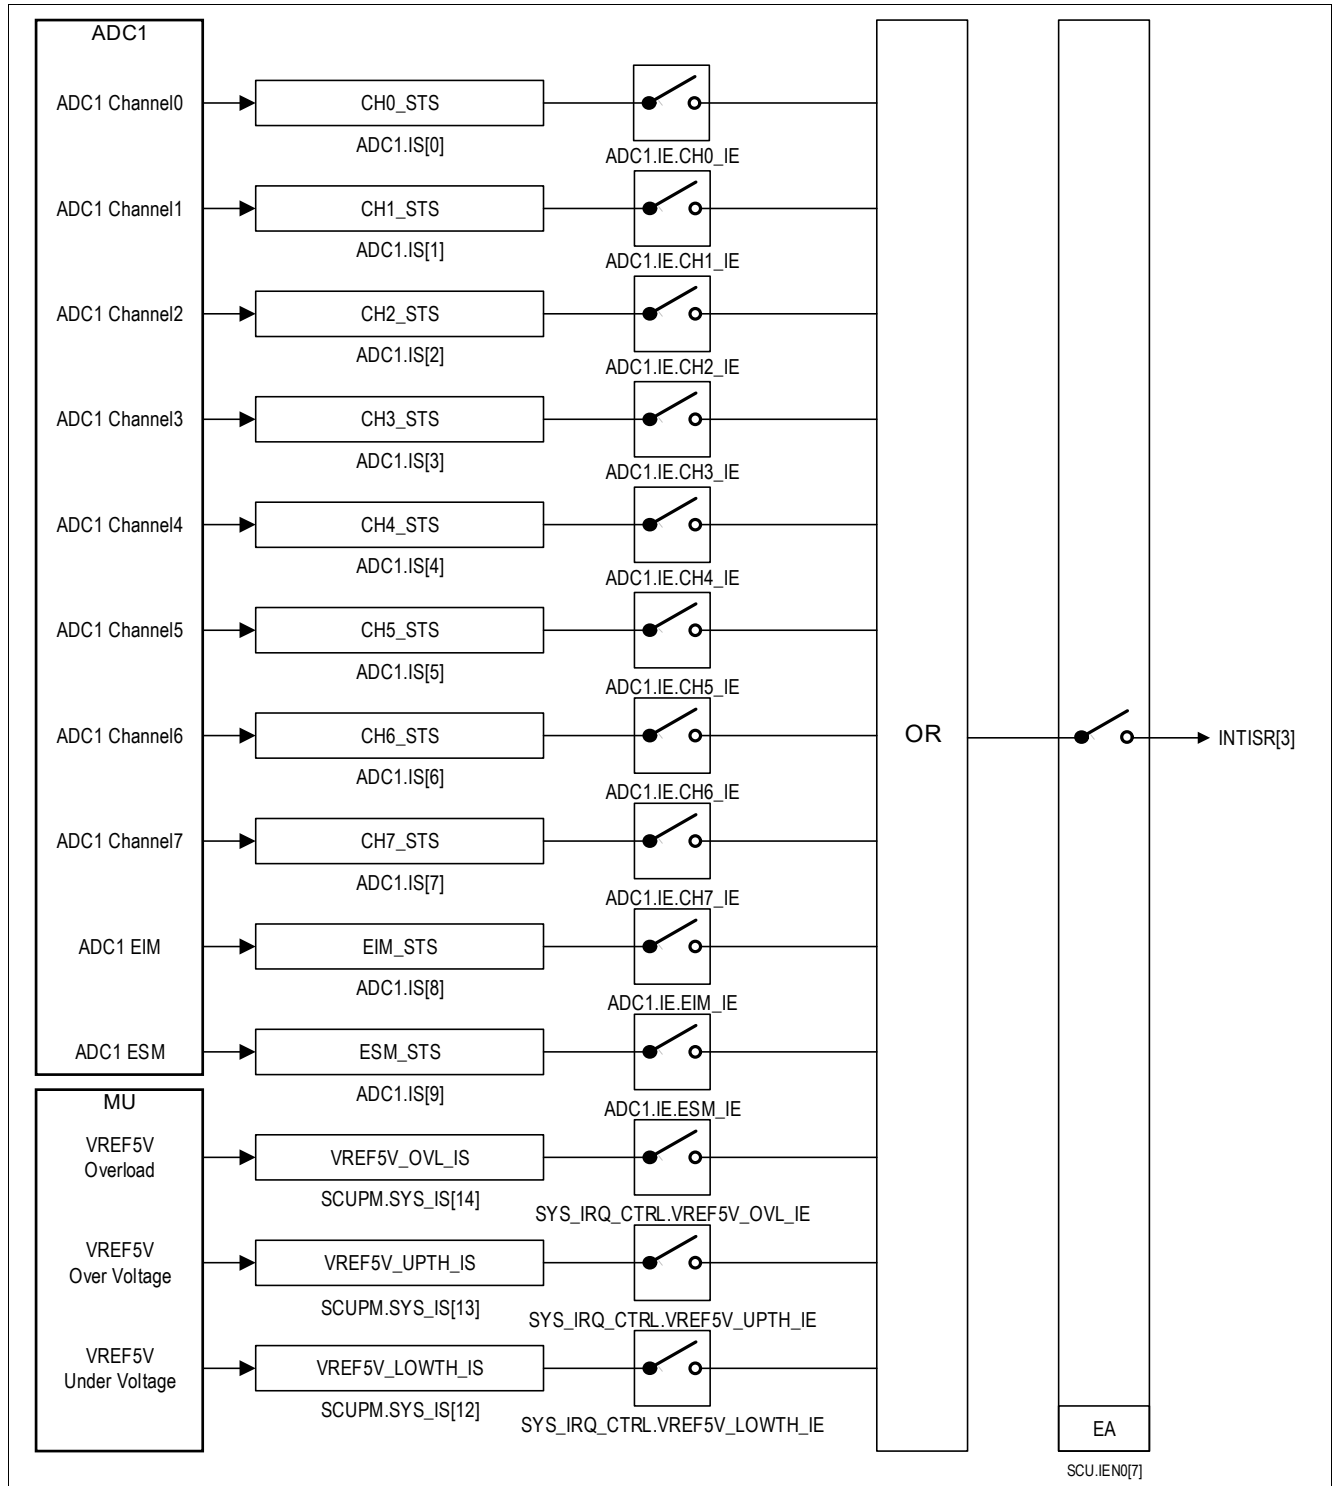 ADC1
ADC1 Channel0
CH0_STS
ADC1.IS[0]
ADC1.IE.CH0_IE
ADC1 Channel1
CH1_STS
ADC1.IS[1]
ADC1.IE.CH1_IE
ADC1 Channel2
CH2_STS
ADC1.IS[2]
ADC1.IE.CH2_IE
ADC1 Channel3
CH3_STS
ADC1.IS[3]
ADC1.IE.CH3_IE
ADC1 Channel4
CH4_STS
ADC1.IS[4]
ADC1.IE.CH4_IE
ADC1 Channel5
CH5_STS
ADC1.IS[5]
ADC1.IE.CH5_IE
ADC1 Channel6
CH6_STS
ADC1.IS[6]
ADC1.IE.CH6_IE
OR
INTISR[3]
ADC1 Channel7
CH7_STS
ADC1.IS[7]
ADC1.IE.CH7_IE
ADC1 EIM
EIM_STS
ADC1.IS[8]
ADC1.IE.EIM_IE
ADC1 ESM
ESM_STS
ADC1.IS[9]
ADC1.IE.ESM_IE
MU
VREF5V
Overload
VREF5V_OVL_IS
SCUPM.SYS_IS[14]
SYS_IRQ_CTRL.VREF5V_OVL_IE
VREF5V
Over Voltage
VREF5V_UPTH_IS
SCUPM.SYS_IS[13]
SYS_IRQ_CTRL.VREF5V_UPTH_IE
VREF5V
Under Voltage
VREF5V_LOWTH_IS
SCUPM.SYS_IS[12]
SYS_IRQ_CTRL.VREF5V_LOWTH_IE
EA
SCU.IEN0[7]